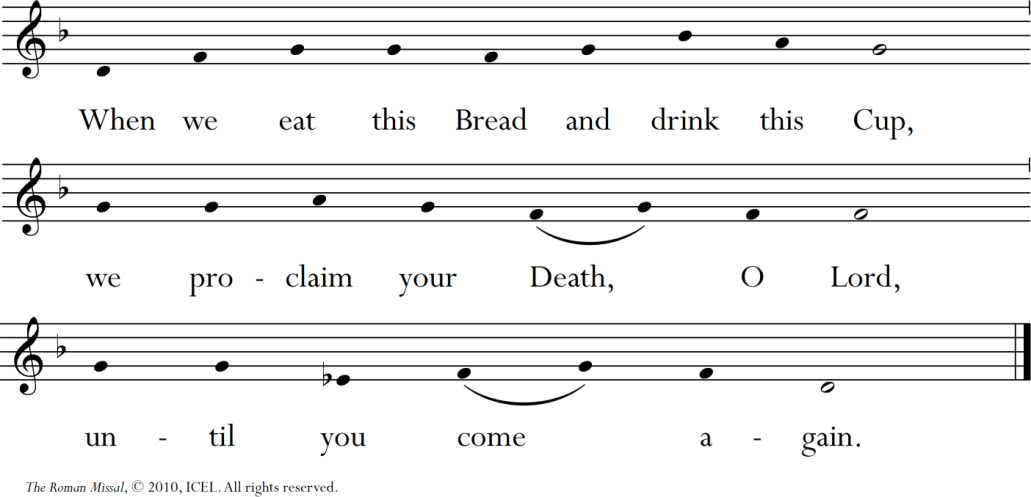 When we eat this Bread and drink this Cup,
we pro - claim your Death, O Lord,
un - til you come a - gain.
The Roman Missal, © 2010, ICEL. All rights reserved.